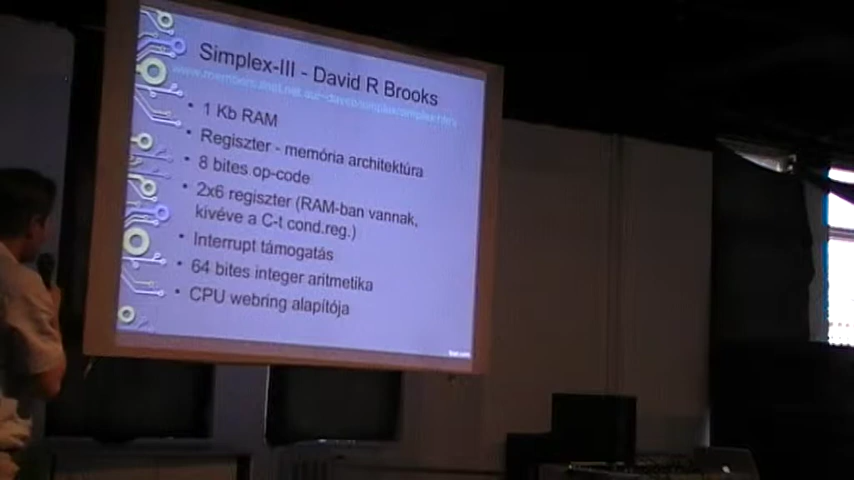 Simplex-III - David R Brooks
• 1 Kb RAM
• Regiszter - memória architektúra
• 8 bites op-code
• 2x6 regiszter (RAM-ban vannak,
kivéve a C-t cond.reg.)
• Interrupt támogatás
• 64 bites integer aritmetika
• CPU webring alapítója